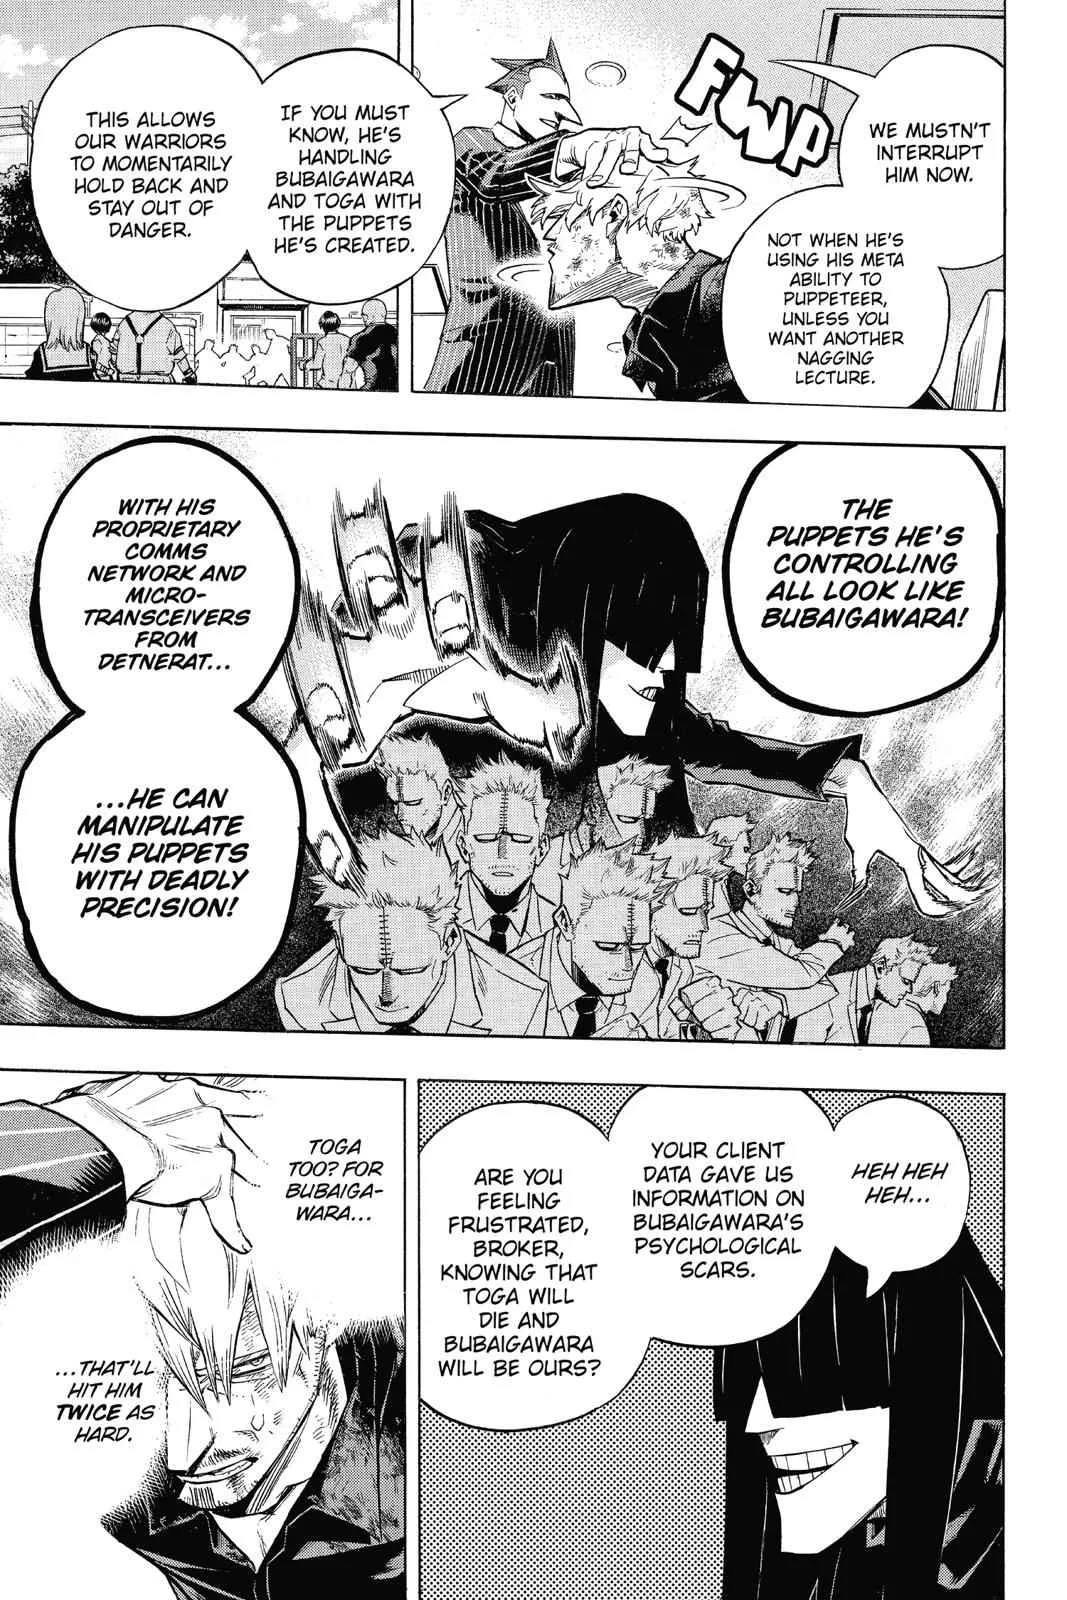 FWP
WE MUSTN'T
INTERRUPT
HIM NOW.
NOT WHEN HE'S
USING HIS META
ABILITY TO
PUPPETEER,
UNLESS YOU
WANT ANOTHER
NAGGING
LECTURE.
IF YOU MUST
KNOW, HE'S
HANDLING
BUBAIGAWARA
AND TOGA WITH
THE PUPPETS
HE'S CREATED.
THIS ALLOWS
OUR WARRIORS
TO MOMENTARILY
HOLD BACK AND
STAY OUT OF
DANGER.
THE
PUPPETS HE'S
CONTROLLING
ALL LOOK LIKE
BUBAIGAWARA!
WITH HIS
PROPRIETARY
COMMS
NETWORK AND
MICRO-
TRANSCEIVERS
FROM
DETNERAT...
...HE CAN
MANIPULATE
HIS PUPPETS
WITH DEADLY
PRECISION!
HEH HEH
HEH...
YOUR CLIENT
DATA GAVE US
INFORMATION ON
BUBAIGAWARA'S
PSYCHOLOGICAL
SCARS.
ARE YOU
FEELING
FRUSTRATED,
BROKER,
KNOWING THAT
TOGA WILL
DIE AND
BUBAIGAWARA
WILL BE OURS?
TOGA
TOO? FOR
BUBAIGA-
WARA...
...THAT'LL
HIT HIM
TWICE AS
HARD.